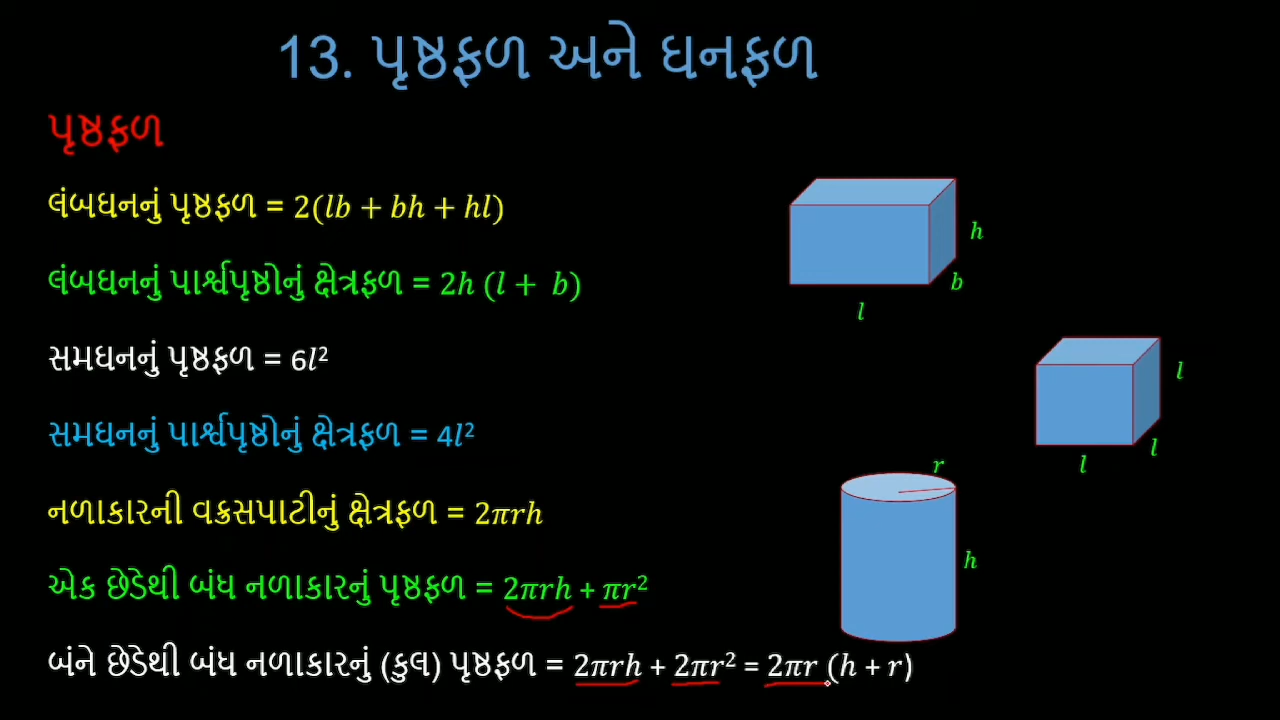 13. પૃષ્ઠફળ અને ઘનફળ
પૃષ્ઠફળ
લંબઘનનું પૃષ્ઠફળ = 2(lb + bh + hl)
લંબઘનનું પાર્શ્વપૃષ્ઠોનું ક્ષેત્રફળ = 2h (l + b)
સમઘનનું પૃષ્ઠફળ = 6l²
સમઘનનું પાર્શ્વપૃષ્ઠોનું ક્ષેત્રફળ = 4l²
નળાકારની વક્રસપાટીનું ક્ષેત્રફળ = 2πrh
એક છેડેથી બંધ નળાકારનું પૃષ્ઠફળ = 2πrh + πr²
બંને છેડેથી બંધ નળાકારનું (કુલ) પૃષ્ઠફળ = 2πrh + 2πr² = 2πr (h + r)
h
b
l
l
l
l
r
h